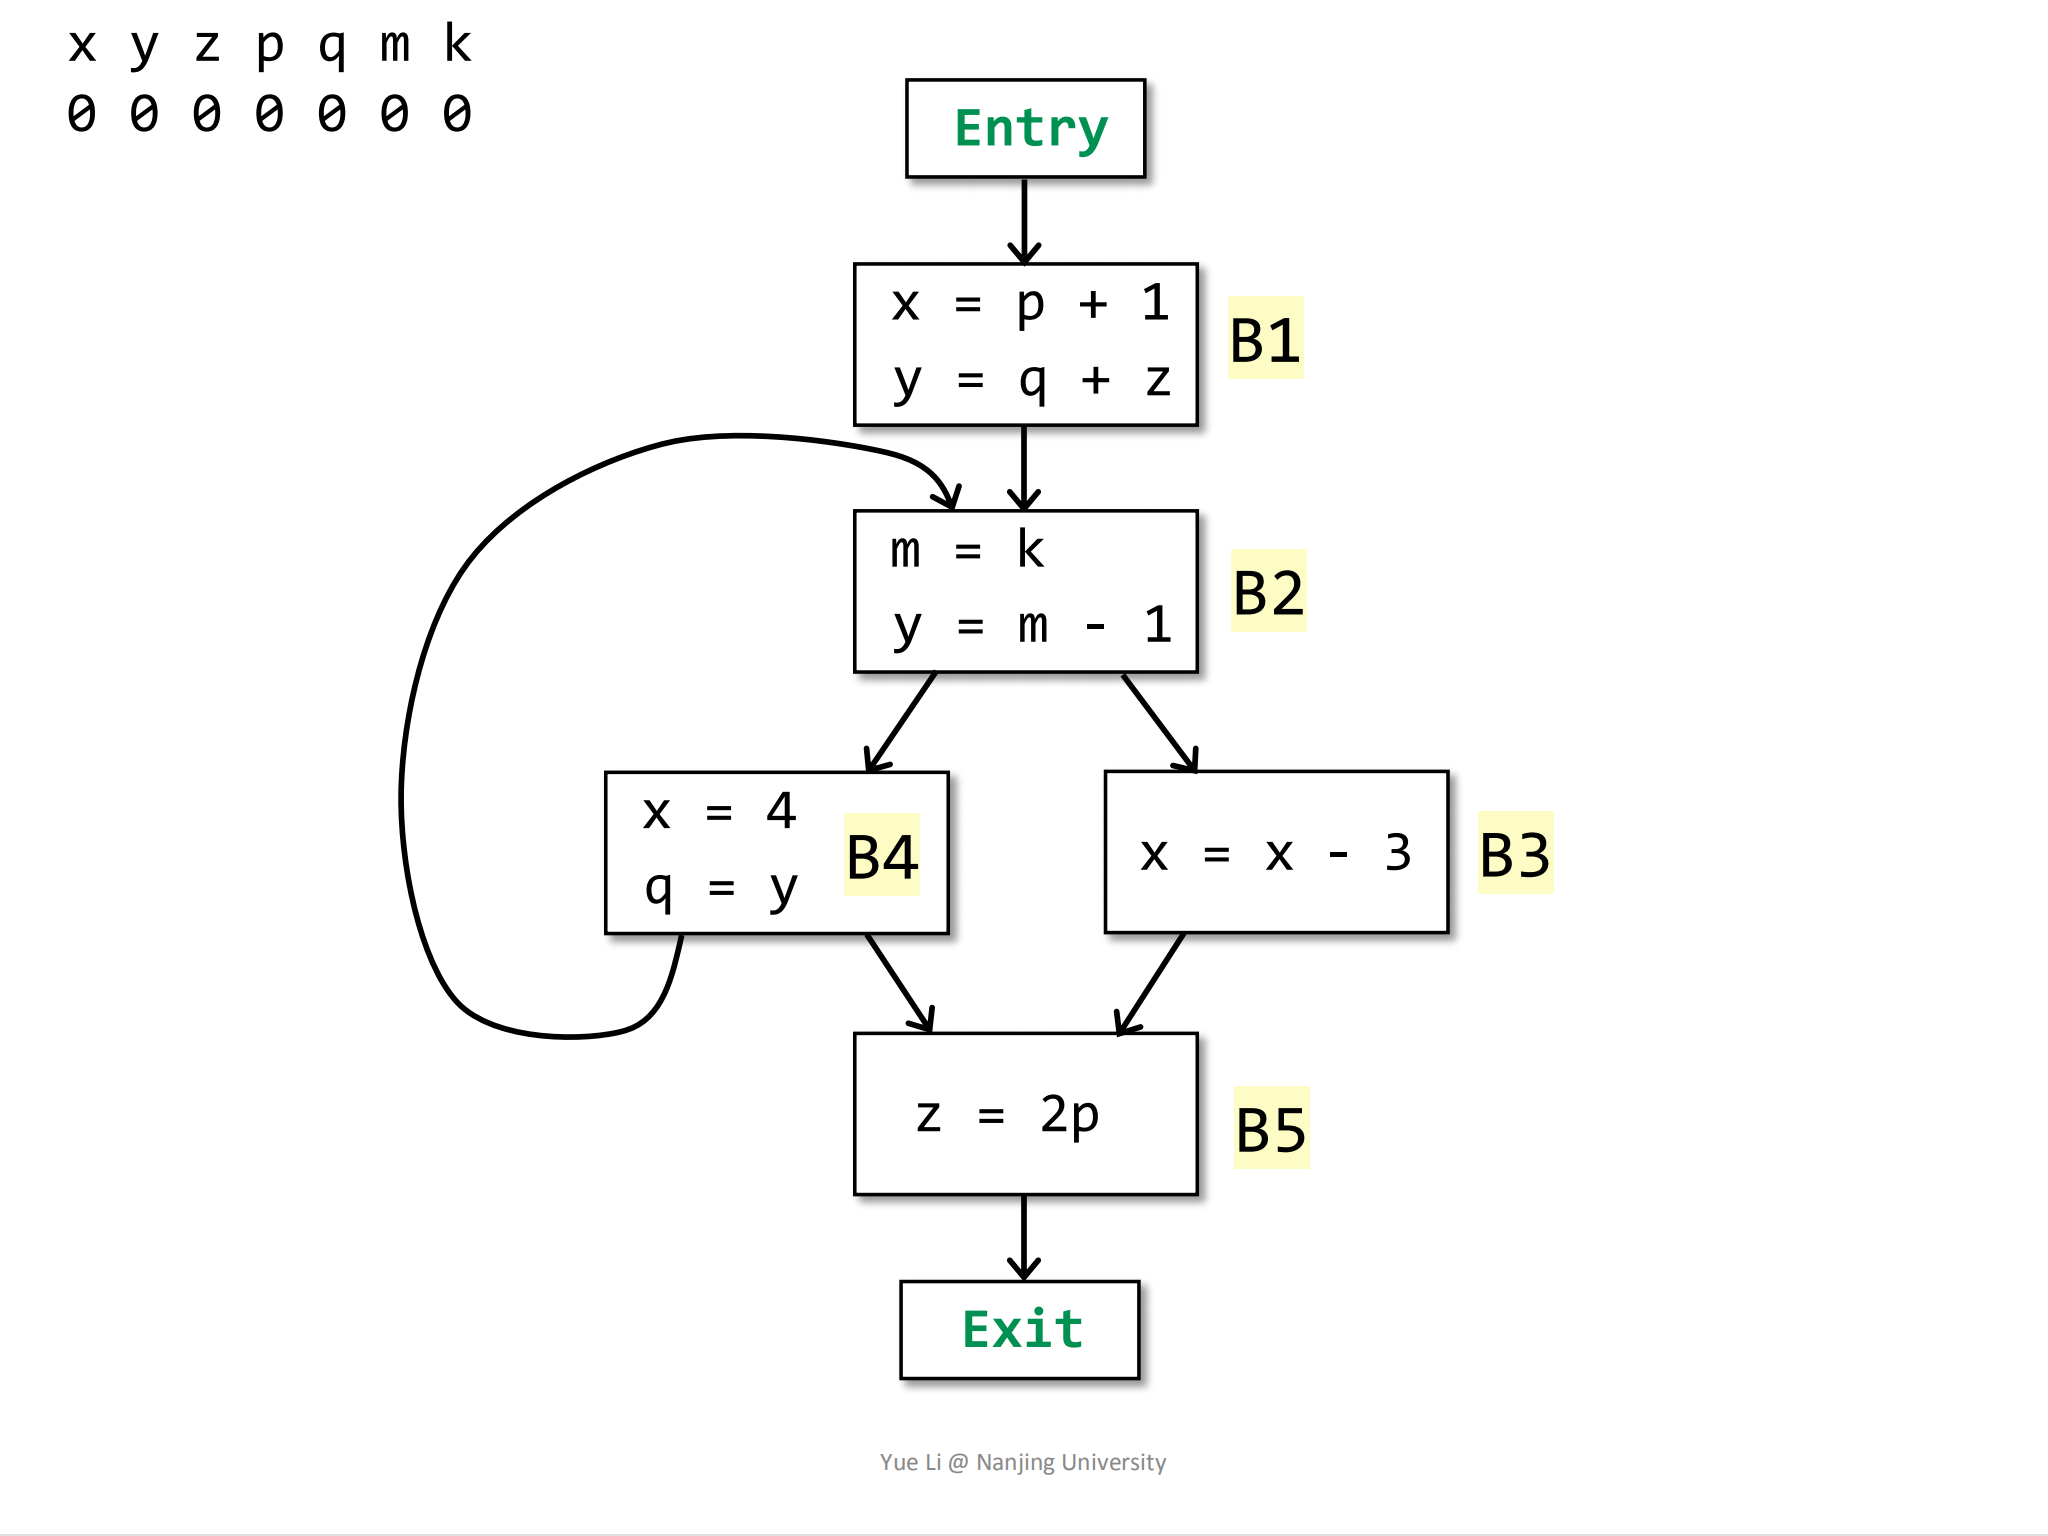 x y z p q m k
0 0 0 0 0 0 0
Entry
x = p + 1
y = q + z
B1
m = k
y = m - 1
B2
x = 4
q = y
B4
x = x - 3
B3
z = 2p
B5
Exit
Yue Li @ Nanjing University